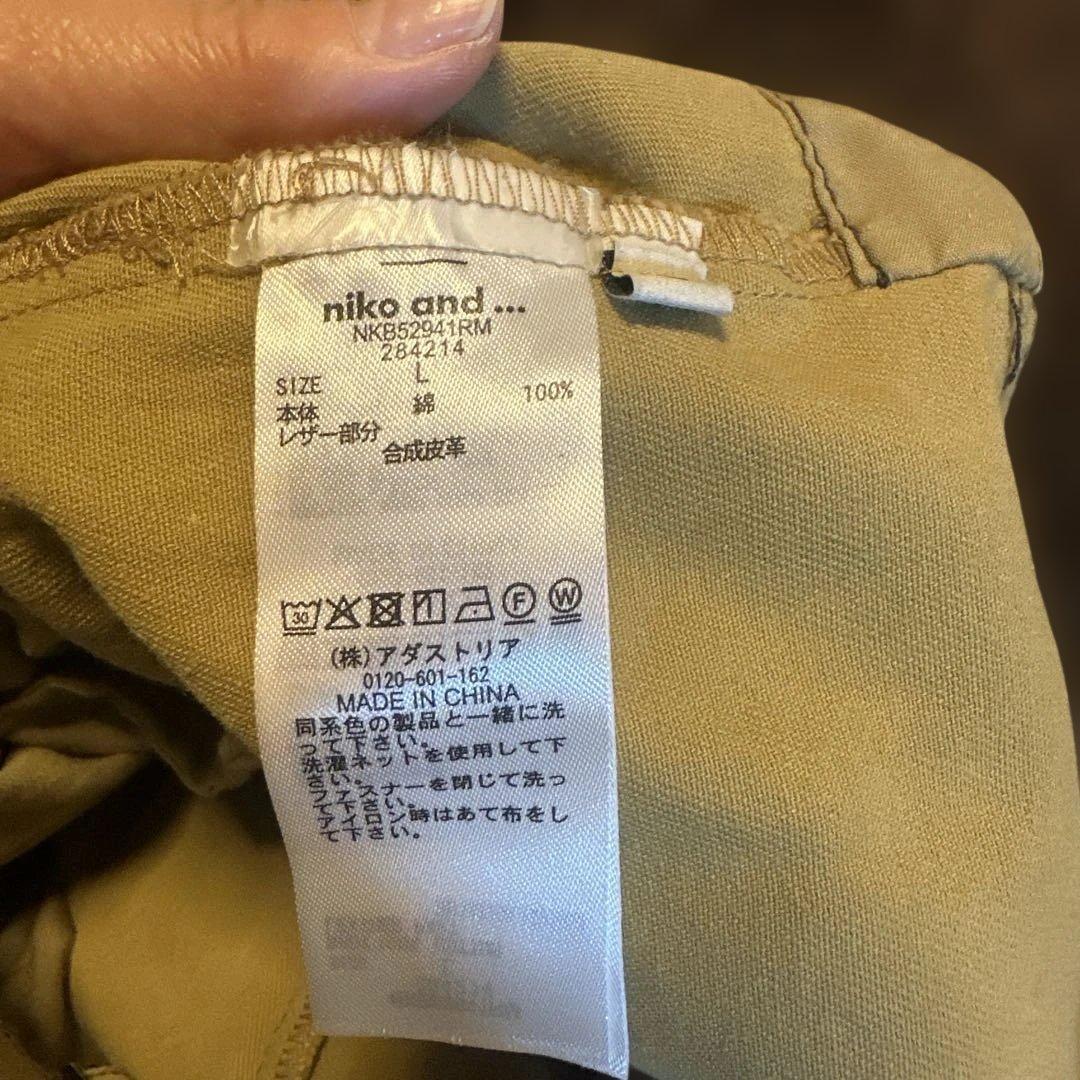 niko and ...
NKB52941RM
284214
SIZE L
本体 綿 100%
レザー部分
合成皮革
30
F W
(株)アダストリア
0120-601-162
MADE IN CHINA
同系色の製品と一緒に洗
って下さい。
洗濯ネットを使用して下
さい。
ファスナーを閉じて洗っ
て下さい。
アイロン時はあて布をし
て下さい。